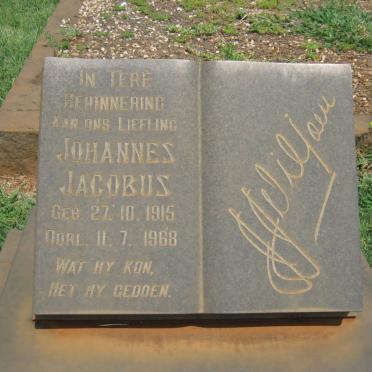 In Tere
Herinnering
Aan ons Liefling
Johannes
Jacobus
Geb. 27. 10. 1915
Oorl. 11. 7. 1968
Wat hy kon,
Het hy gedoen.